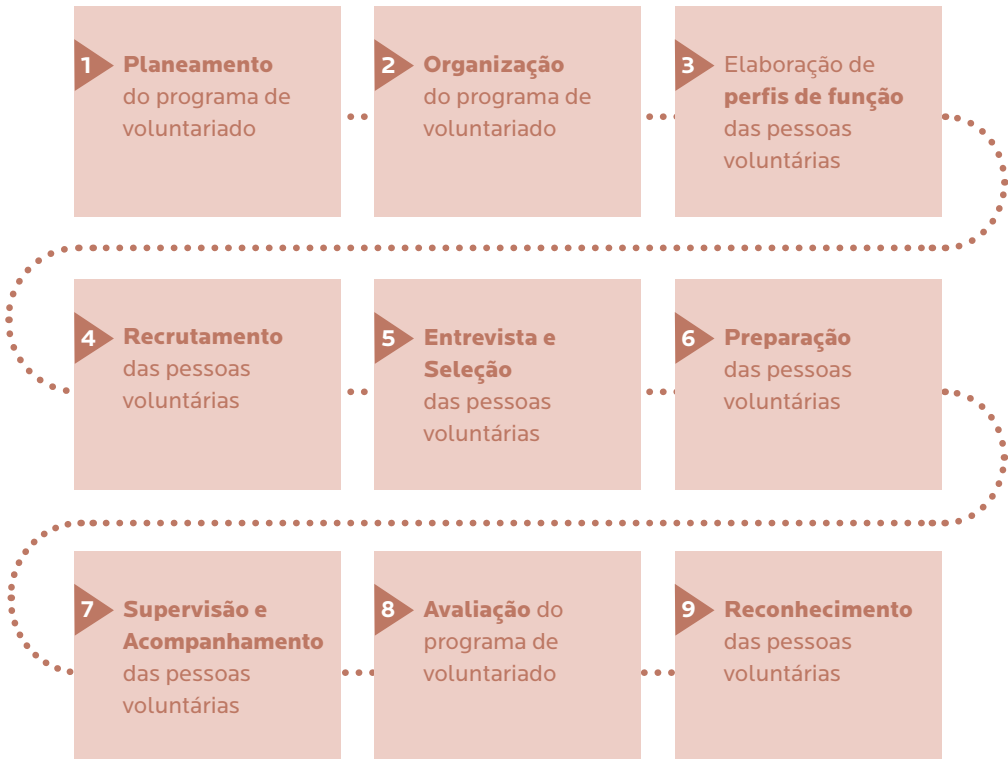 1 Planeamento
do programa de
voluntariado
2 Organização
do programa de
voluntariado
3 Elaboração de
perfis de função
das pessoas
voluntárias
4 Recrutamento
das pessoas
voluntárias
5 Entrevista e
Seleção
das pessoas
voluntárias
6 Preparação
das pessoas
voluntárias
7 Supervisão e
Acompanhamento
das pessoas
voluntárias
8 Avaliação do
programa de
voluntariado
9 Reconhecimento
das pessoas
voluntárias